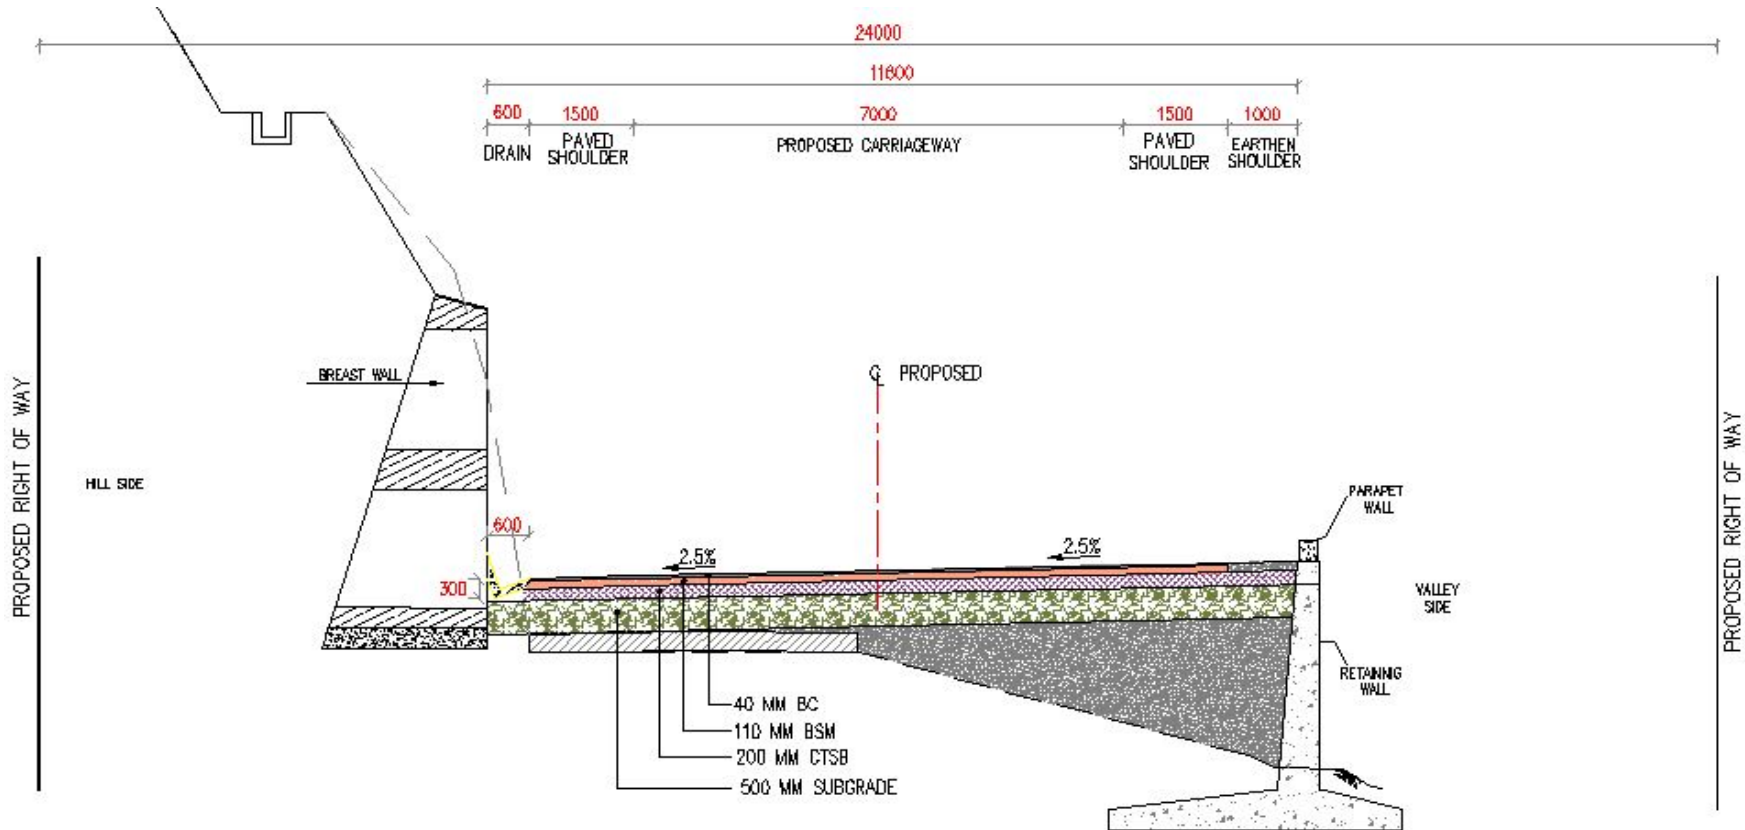 24000
11600
600 1500 7000 1500 1000
DRAIN
PAVED
SHOULDER
PROPOSED CARRIAGEWAY
PAVED
SHOULDER
EARTHEN
SHOULDER
PROPOSED RIGHT OF WAY
HILL SIDE
BREAST WALL
℄ PROPOSED
600
300
2.5%
2.5%
PARAPET
WALL
VALLEY
SIDE
RETAINNIG
WALL
PROPOSED RIGHT OF WAY
40 MM BC
110 MM BSM
200 MM CTSB
500 MM SUBGRADE